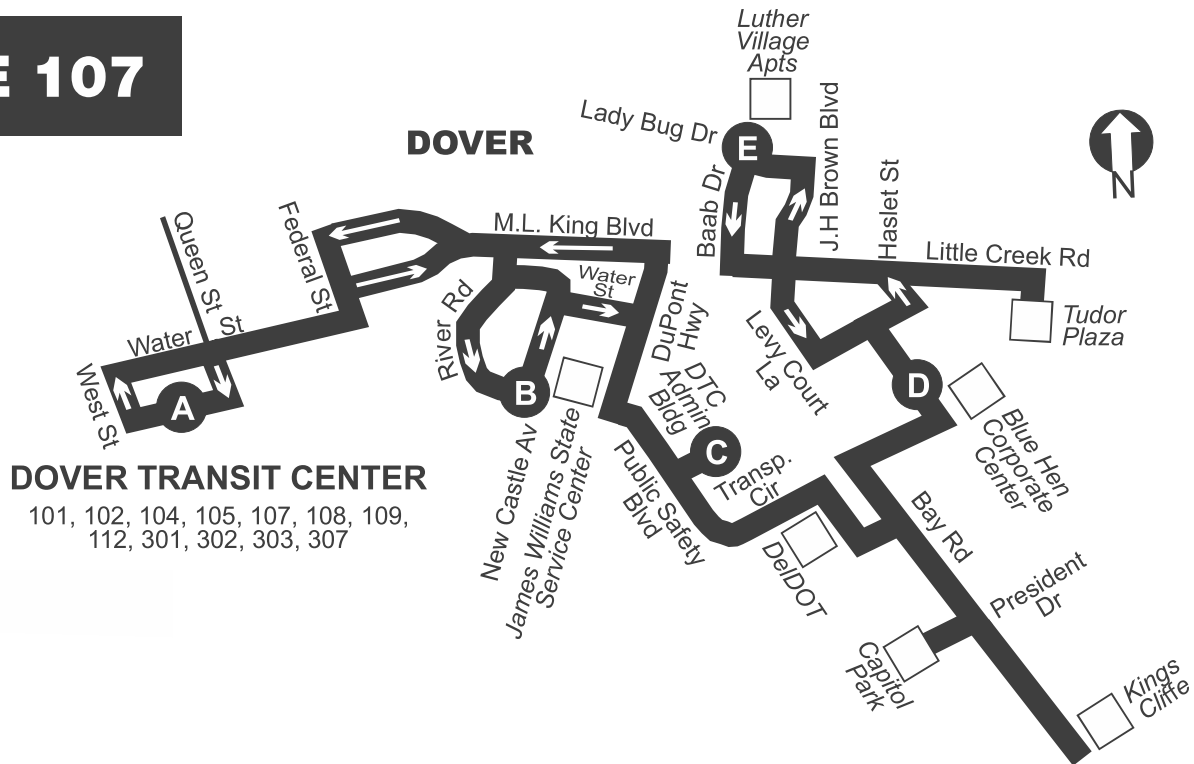 E 107
Luther
Village
Apts
Lady Bug Dr
E
DOVER
J.H Brown Blvd
Baab Dr
Haslet St
N
Queen St
Federal St
M.L. King Blvd
Little Creek Rd
Water
St
River Rd
DuPont
Hwy
Tudor
Plaza
Water St
West St
A
B
Levy Court
La
DTC
Admin
Bldg
D
C
Blue Hen
Corporate
Center
DOVER TRANSIT CENTER
101, 102, 104, 105, 107, 108, 109,
112, 301, 302, 303, 307
New Castle Av
James Williams State
Service Center
Public Safety
Blvd
Transp.
Cir
DelDOT
Bay Rd
President
Dr
Capitol
Park
Kings
Cliffe